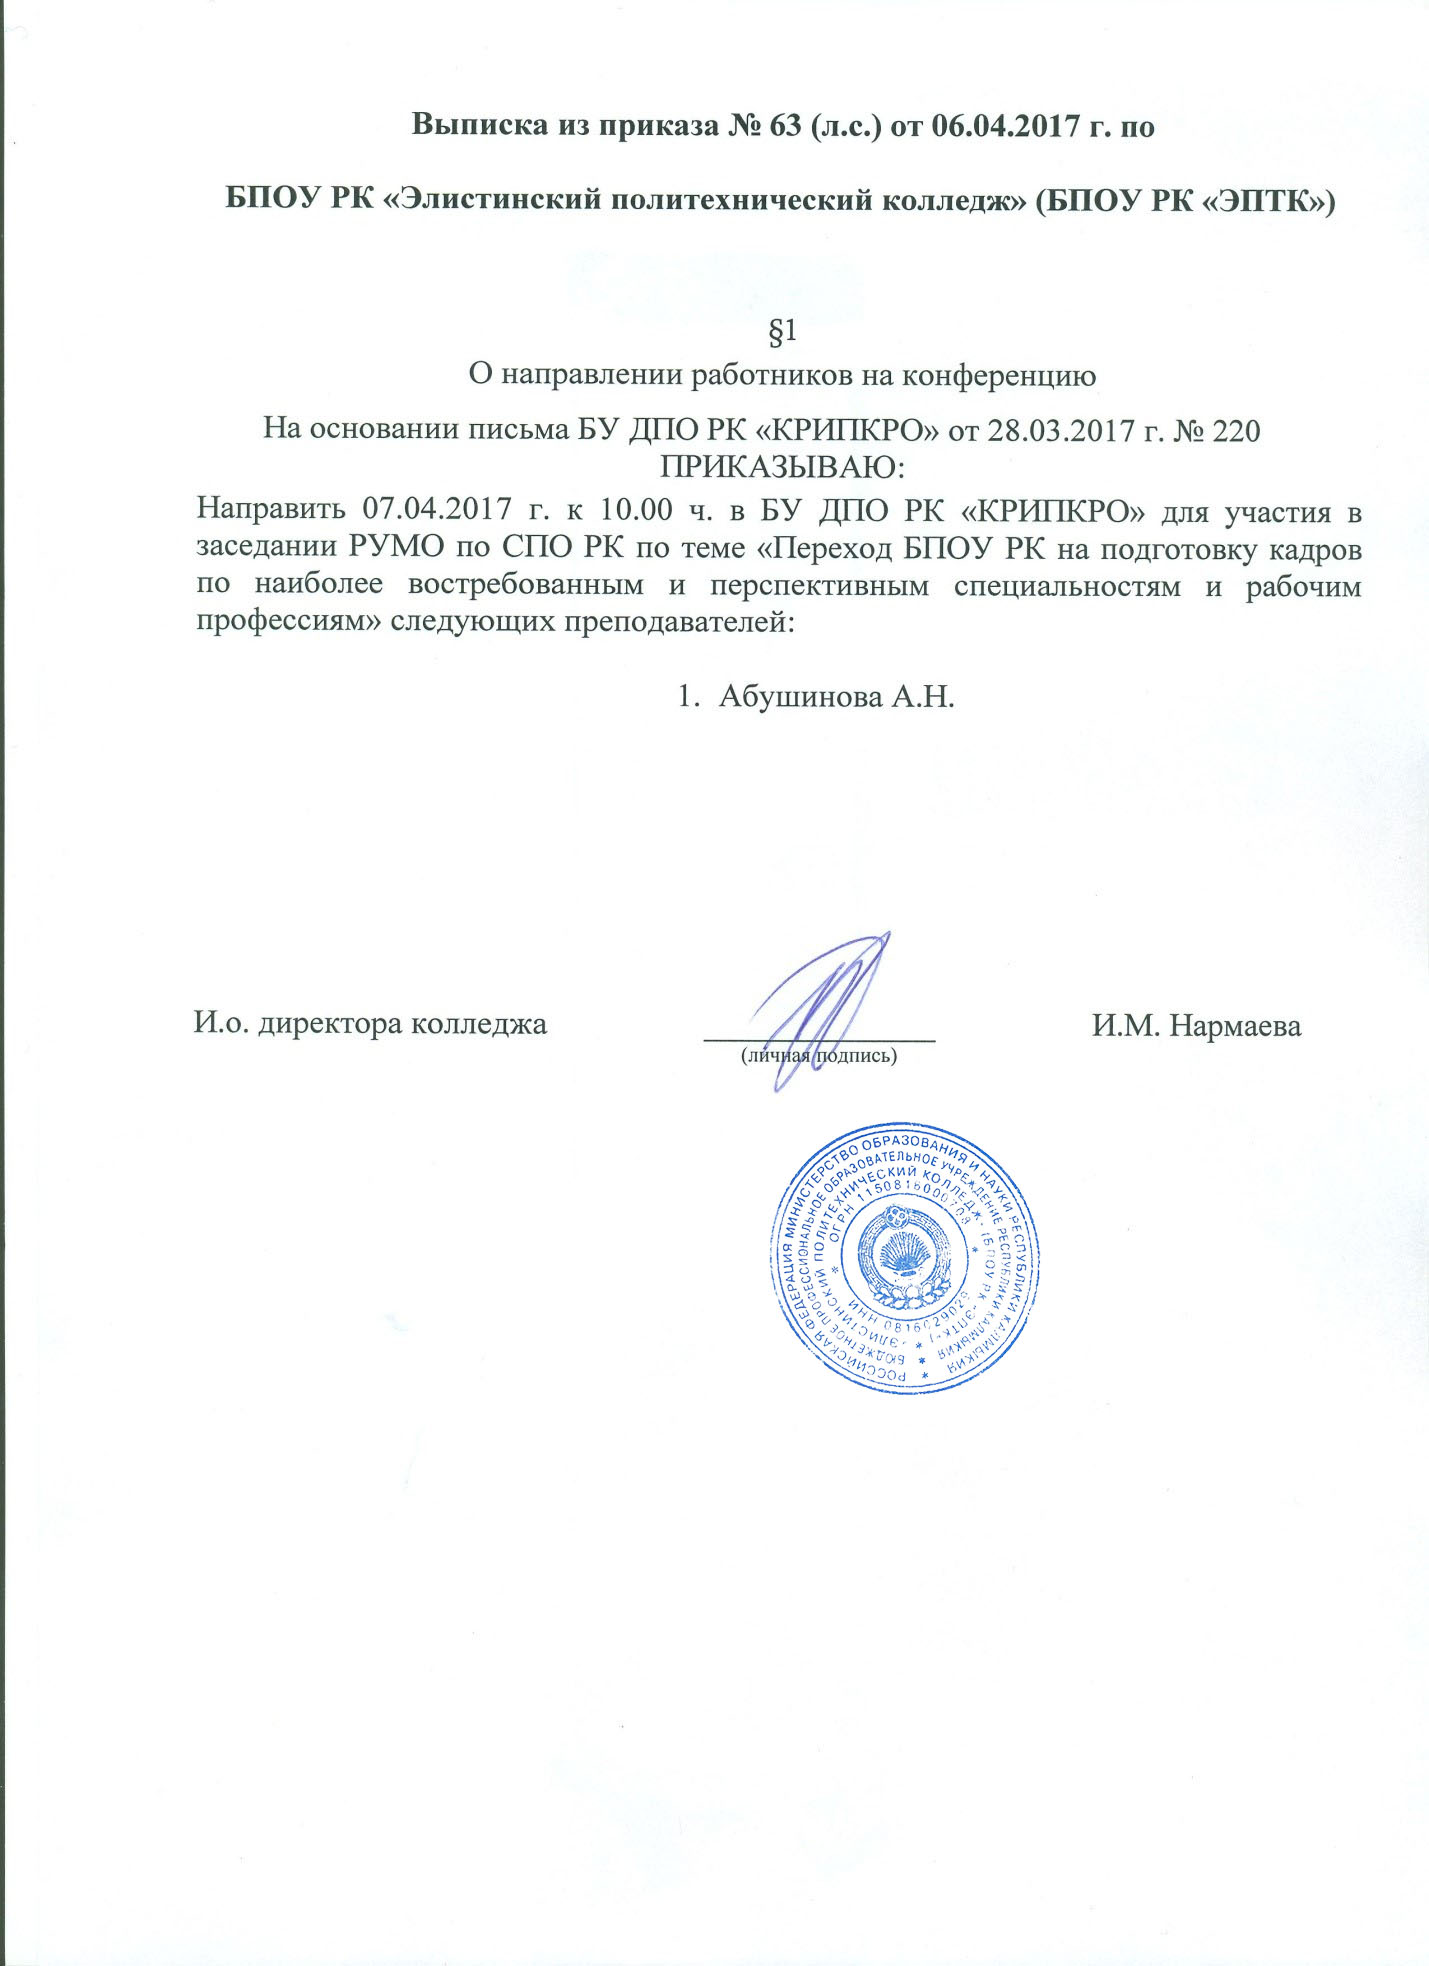 Выписка из приказа № 63 (л.с.) от 06.04.2017 г. по
БПОУ РК «Элистинский политехнический колледж» (БПОУ РК «ЭПТК»)
§1
О направлении работников на конференцию
На основании письма БУ ДПО РК «КРИПКРО» от 28.03.2017 г. № 220
ПРИКАЗЫВАЮ:
Направить 07.04.2017 г. к 10.00 ч. в БУ ДПО РК «КРИПКРО» для участия в
заседании РУМО по СПО РК по теме «Переход БПОУ РК на подготовку кадров
по наиболее востребованным и перспективным специальностям и рабочим
профессиям» следующих преподавателей:
1. Абушинова А.Н.
И.о. директора колледжа
(личная подпись)
И.М. Нармаева
РОССИЙСКАЯ ФЕДЕРАЦИЯ МИНИСТЕРСТВО ОБРАЗОВАНИЯ И НАУКИ РЕСПУБЛИКИ КАЛМЫКИЯ *
БЮДЖЕТНОЕ ПРОФЕССИОНАЛЬНОЕ ОБРАЗОВАТЕЛЬНОЕ УЧРЕЖДЕНИЕ РЕСПУБЛИКИ КАЛМЫКИЯ *
«ЭЛИСТИНСКИЙ ПОЛИТЕХНИЧЕСКИЙ КОЛЛЕДЖ» (БПОУ РК «ЭПТК») *
* ОГРН *
ИНН 0816029029